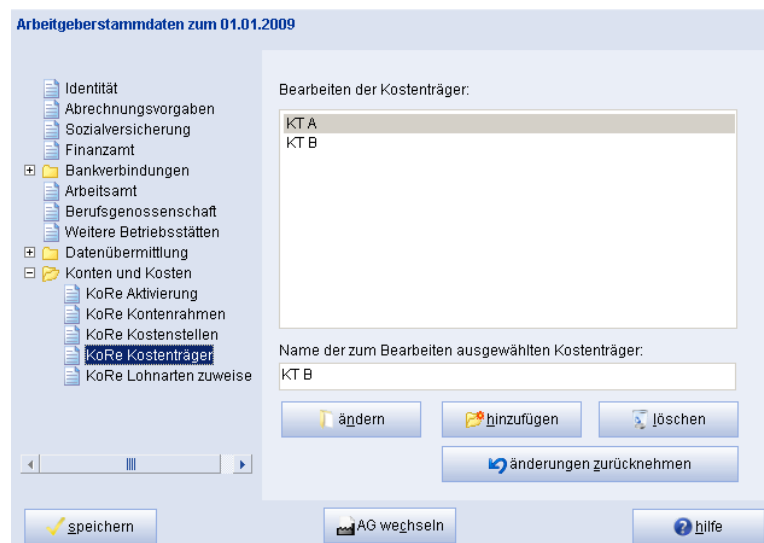 Arbeitgeberstammdaten zum 01.01.2009
Identität
Abrechnungsvorgaben
Sozialversicherung
Finanzamt
Bankverbindungen
Arbeitsamt
Berufsgenossenschaft
Weitere Betriebsstätten
Datenübermittlung
Konten und Kosten
KoRe Aktivierung
KoRe Kontenrahmen
KoRe Kostenstellen
KoRe Kostenträger
KoRe Lohnarten zuweise
Bearbeiten der Kostenträger:
KT A
KT B
Name der zum Bearbeiten ausgewählten Kostenträger:
KT B
ändern
hinzufügen
löschen
änderungen zurücknehmen
speichern
AG wechseln
hilfe